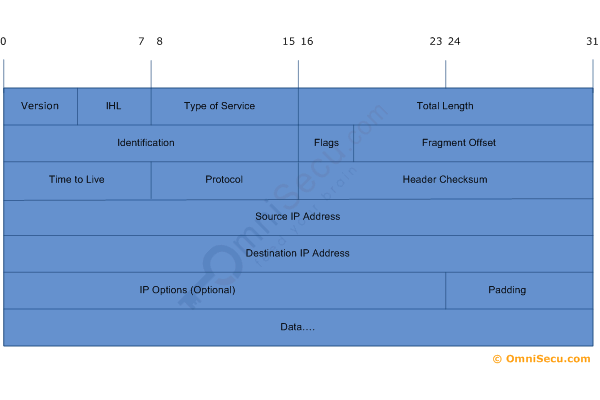 0 7 8 15 16 23 24 31
Version IHL Type of Service Total Length
Identification Flags Fragment Offset
Time to Live Protocol Header Checksum
Source IP Address
Destination IP Address
IP Options (Optional) Padding
Data....
OmniSecu.com
© OmniSecu.com